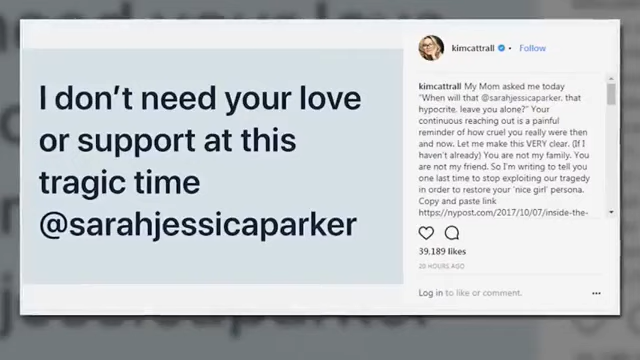 I don't need your love
or support at this
tragic time
@sarahjessicaparker
kimcattrall • Follow
kimcattrall My Mom asked me today
"When will that @sarahjessicaparker, that
hypocrite, leave you alone?" Your
continuous reaching out is a painful
reminder of how cruel you really were then
and now. Let me make this VERY clear. (If I
haven't already) You are not my family. You
are not my friend. So I'm writing to tell you
one last time to stop exploiting our tragedy
in order to restore your 'nice girl' persona.
Copy and paste link
https://nypost.com/2017/10/07/inside-the-
39,189 likes
20 HOURS AGO
Log in to like or comment.